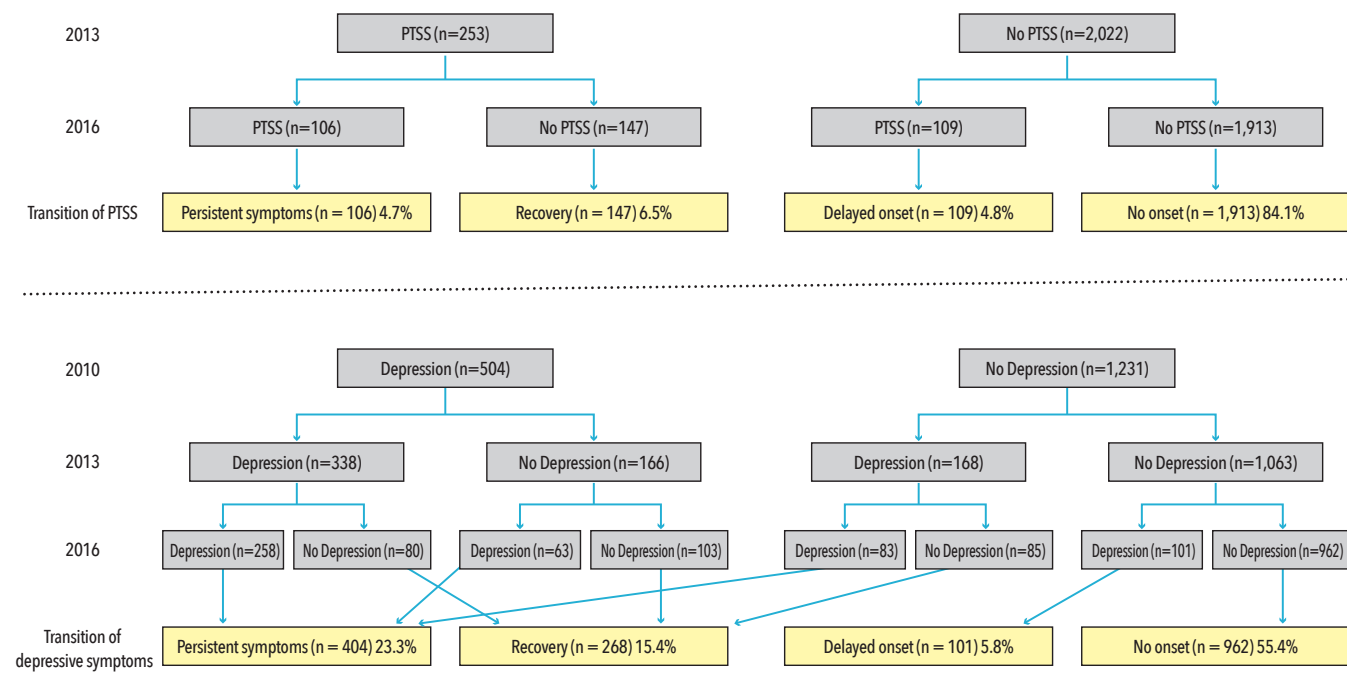 2013
PTSS (n=253)
No PTSS (n=2,022)
2016
PTSS (n=106)
No PTSS (n=147)
PTSS (n=109)
No PTSS (n=1,913)
Transition of PTSS
Persistent symptoms (n = 106) 4.7%
Recovery (n = 147) 6.5%
Delayed onset (n = 109) 4.8%
No onset (n = 1,913) 84.1%
2010
Depression (n=504)
No Depression (n=1,231)
2013
Depression (n=338)
No Depression (n=166)
Depression (n=168)
No Depression (n=1,063)
2016
Depression (n=258)
No Depression (n=80)
Depression (n=63)
No Depression (n=103)
Depression (n=83)
No Depression (n=85)
Depression (n=101)
No Depression (n=962)
Transition of
depressive symptoms
Persistent symptoms (n = 404) 23.3%
Recovery (n = 268) 15.4%
Delayed onset (n = 101) 5.8%
No onset (n = 962) 55.4%